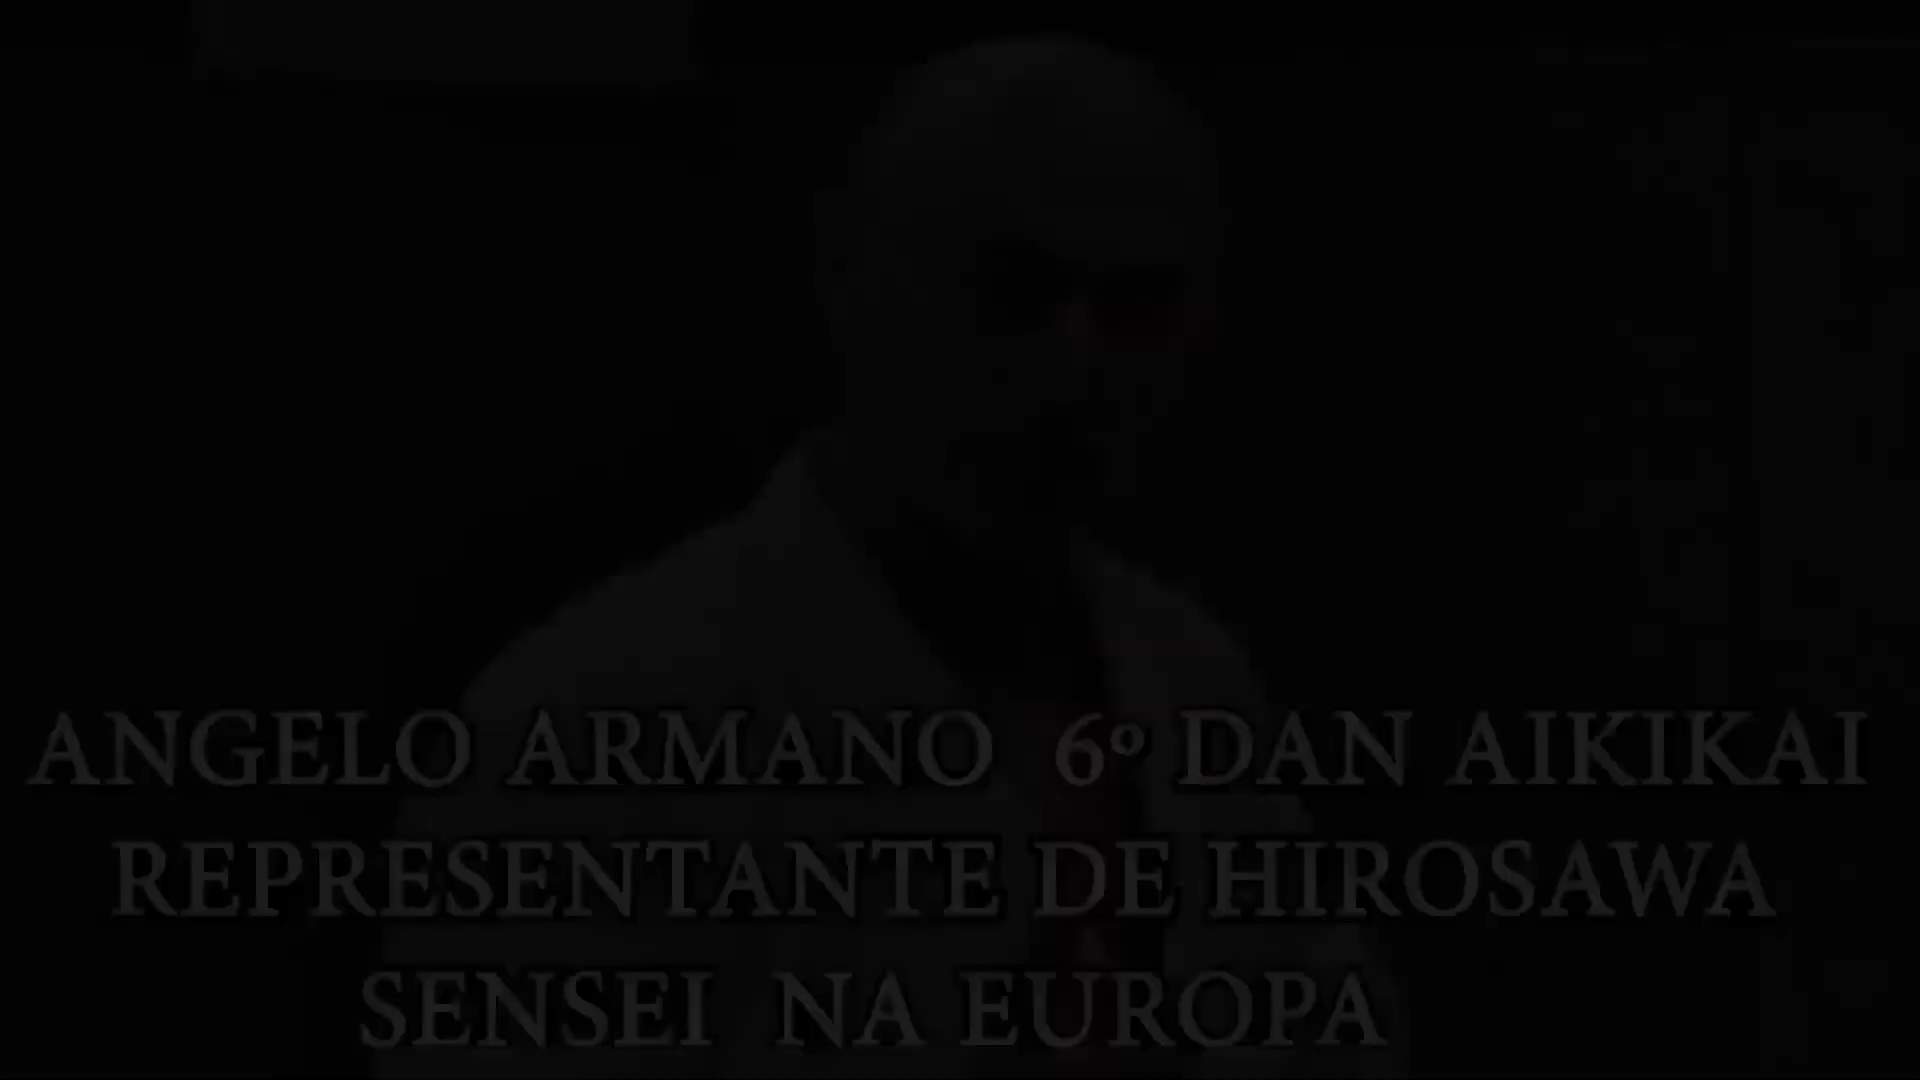 ANGELO ARMANO 6º DAN AIKIKAI
REPRESENTANTE DE HIROSAWA
SENSEI NA EUROPA